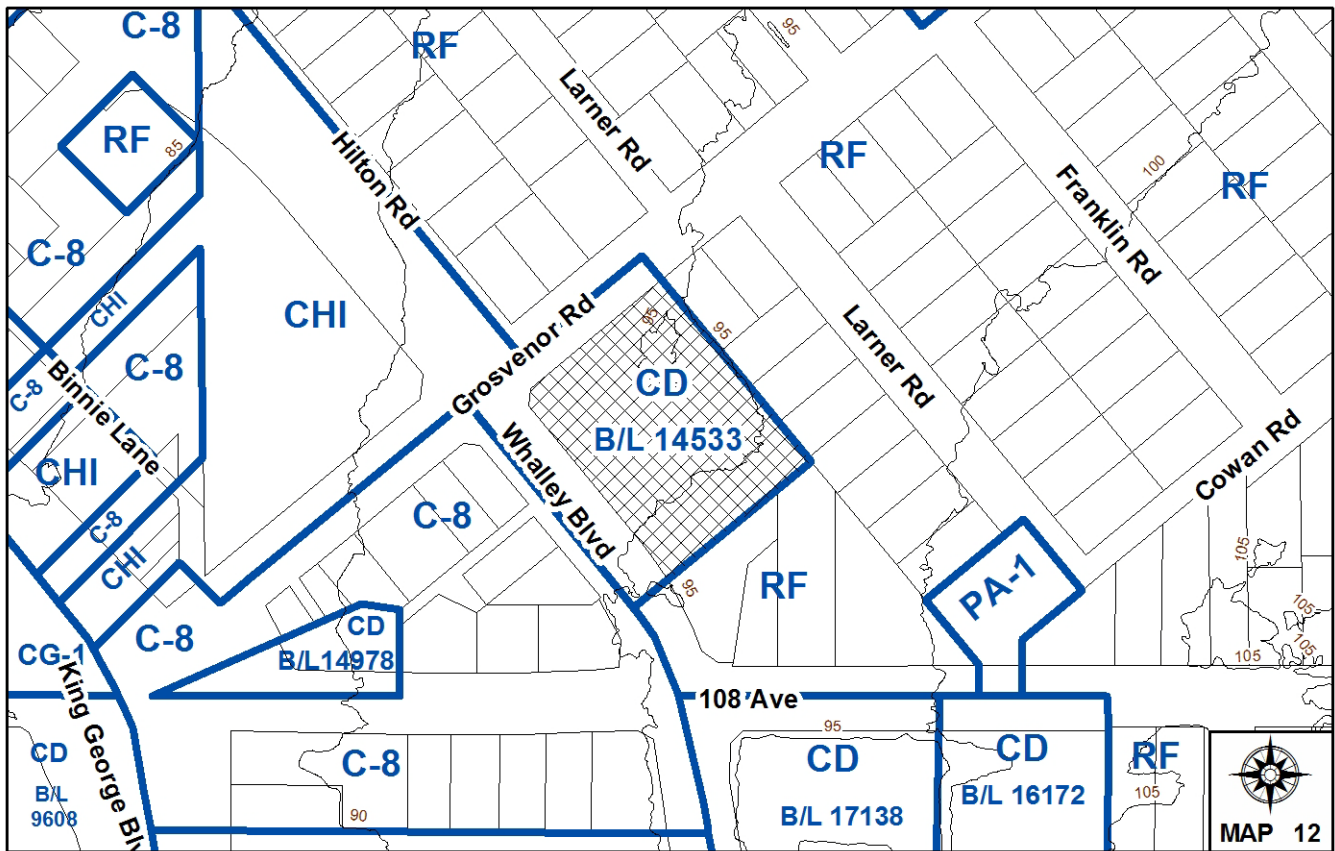 C-8
RF
95
Larner Rd
RF
85
Hilton Rd
RF
100
Franklin Rd
RF
C-8
CHI
CHI
C-8
Binnie Lane
C-8
Grosvenor Rd
95
95
CD
B/L 14533
Larner Rd
Cowan Rd
CHI
C-8
CHI
C-8
Whalley Blvd
95
RF
PA-1
105
105
105
105
C-8
CD
B/L14978
CG-1
King George Blv
108 Ave
CD
B/L
9608
C-8
90
95
CD
B/L 17138
CD
B/L 16172
RF
105
MAP 12